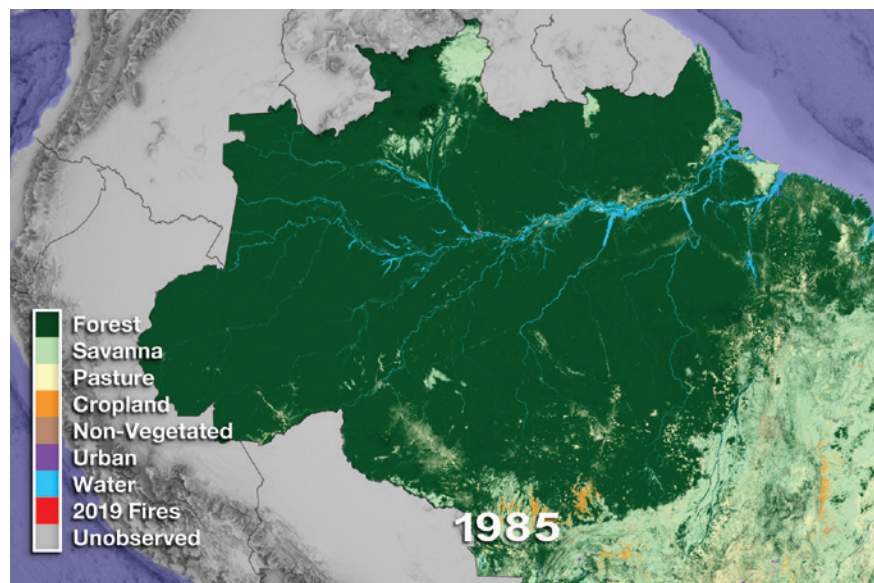 Forest
Savanna
Pasture
Cropland
Non-Vegetated
Urban
Water
2019 Fires
Unobserved
1985